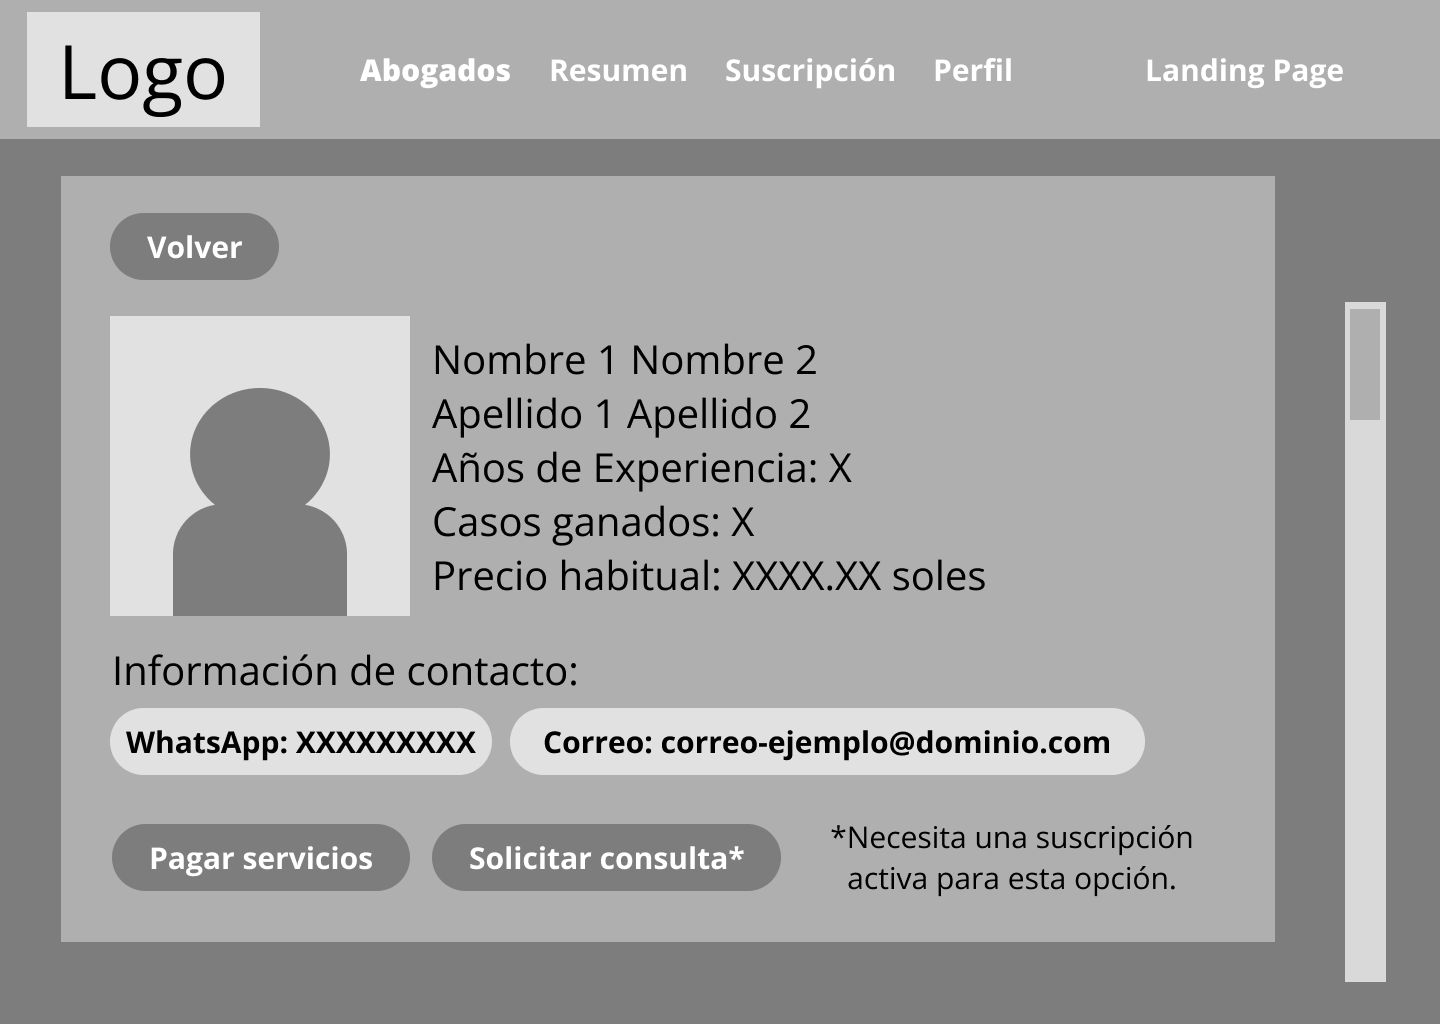 Logo
Abogados Resumen Suscripción Perfil Landing Page
Volver
Nombre 1 Nombre 2
Apellido 1 Apellido 2
Años de Experiencia: X
Casos ganados: X
Precio habitual: XXXX.XX soles
Información de contacto:
WhatsApp: XXXXXXXXX Correo: correo-ejemplo@dominio.com
Pagar servicios Solicitar consulta*
*Necesita una suscripción
activa para esta opción.